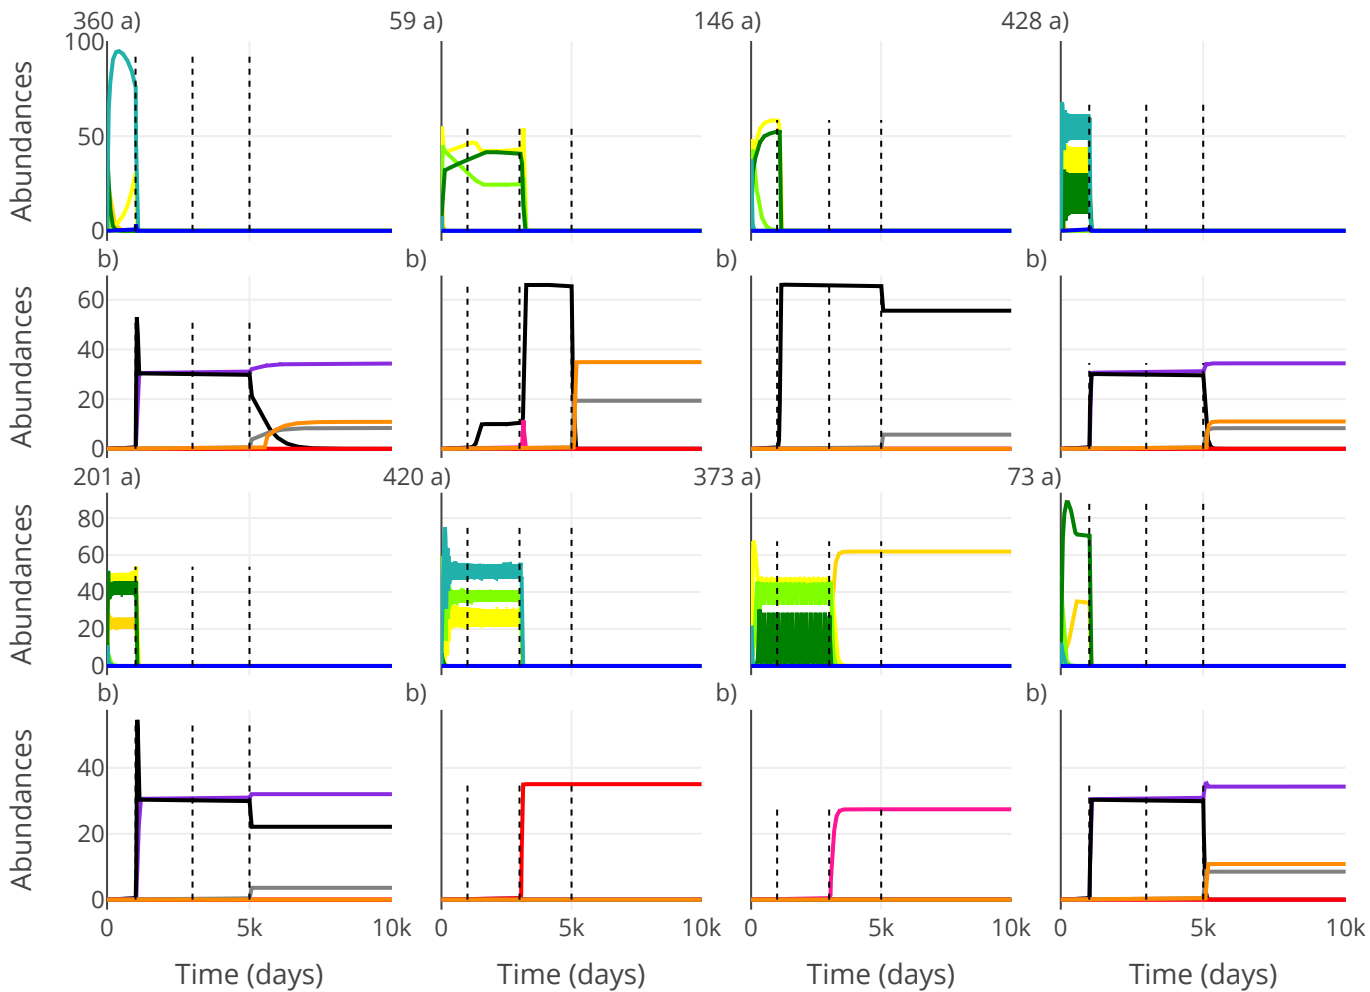 360 a) 59 a) 146 a) 428 a)
100
50
0
Abundances
b) b) b) b)
60
40
20
0
Abundances
201 a) 420 a) 373 a) 73 a)
80
60
40
20
0
Abundances
b) b) b) b)
40
20
0
Abundances
0 5k 10k 0 5k 10k 0 5k 10k 0 5k 10k
Time (days) Time (days) Time (days) Time (days)